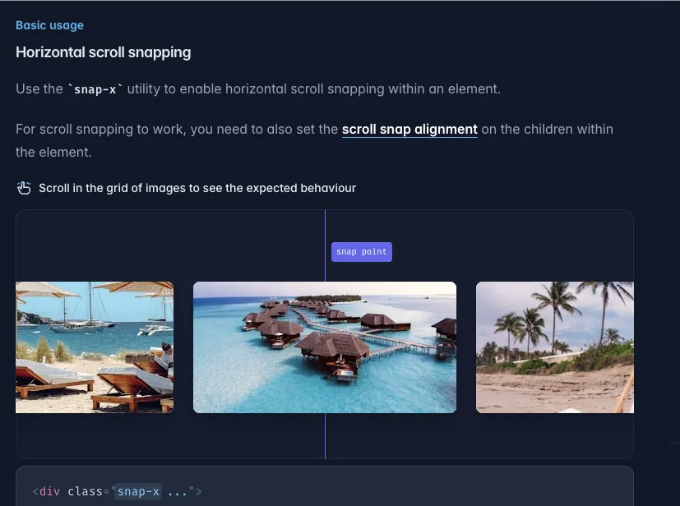 Basic usage
Horizontal scroll snapping
Use the `snap-x` utility to enable horizontal scroll snapping within an element.
For scroll snapping to work, you need to also set the scroll snap alignment on the children within
the element.
Scroll in the grid of images to see the expected behaviour
snap point
<div class="snap-x ...">